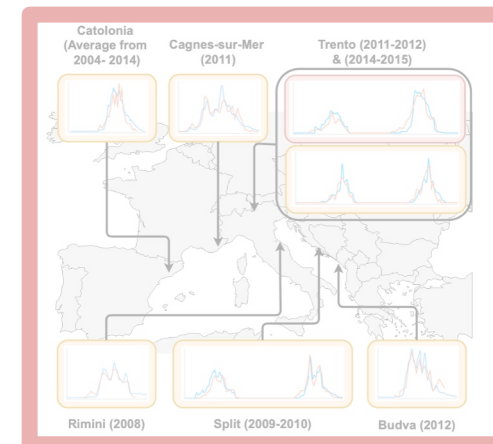 Catolonia
(Average from
2004- 2014)
Cagnes-sur-Mer
(2011)
Trento (2011-2012)
& (2014-2015)
Rimini (2008)
Split (2009-2010)
Budva (2012)